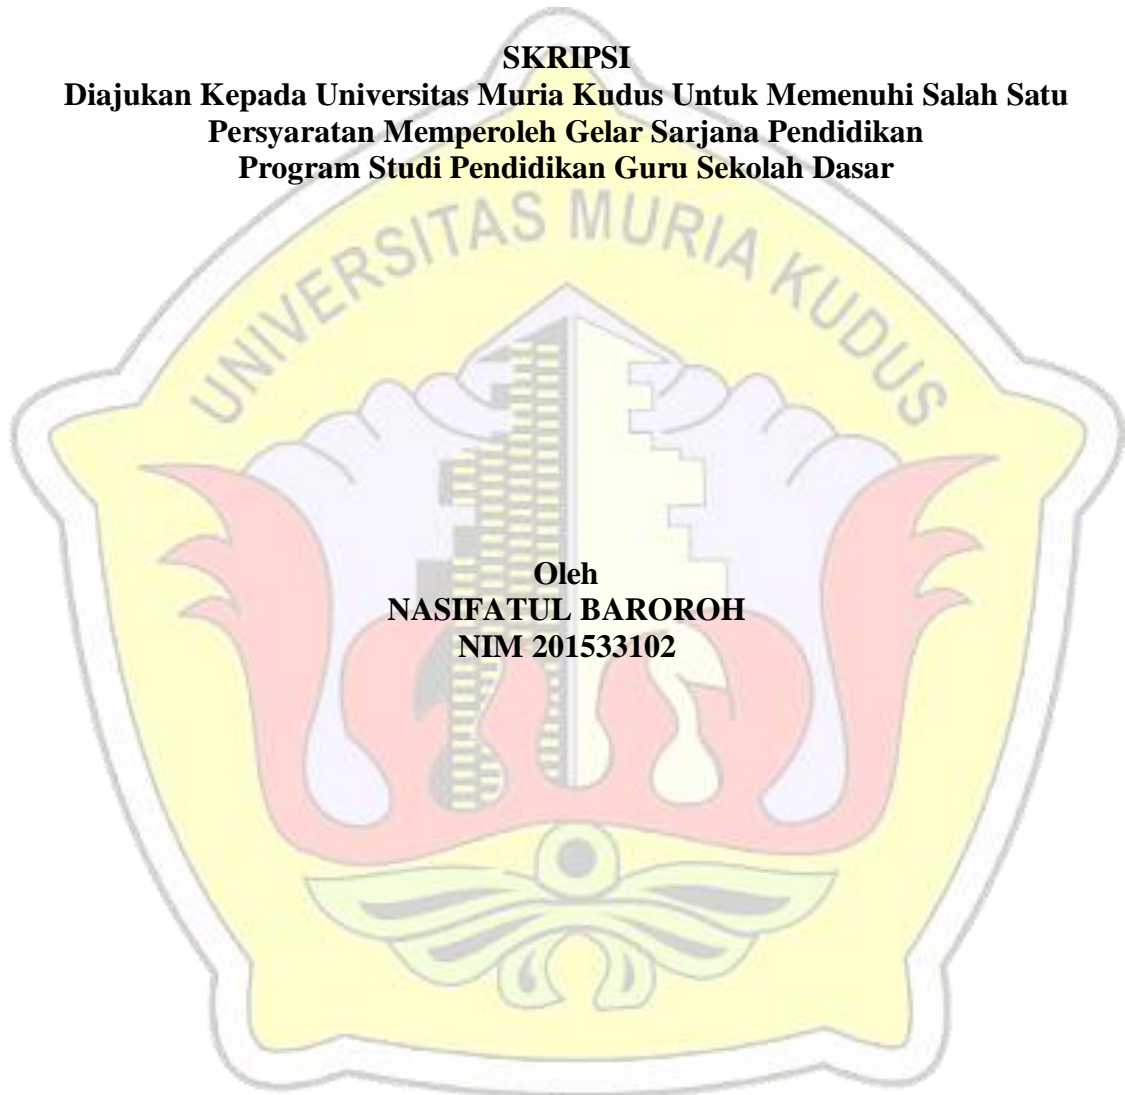 SKRIPSI
Diajukan Kepada Universitas Muria Kudus Untuk Memenuhi Salah Satu
Persyaratan Memperoleh Gelar Sarjana Pendidikan
Program Studi Pendidikan Guru Sekolah Dasar
UNIVERSITAS MURIA KUDUS
Oleh
NASIFATUL BAROROH
NIM 201533102